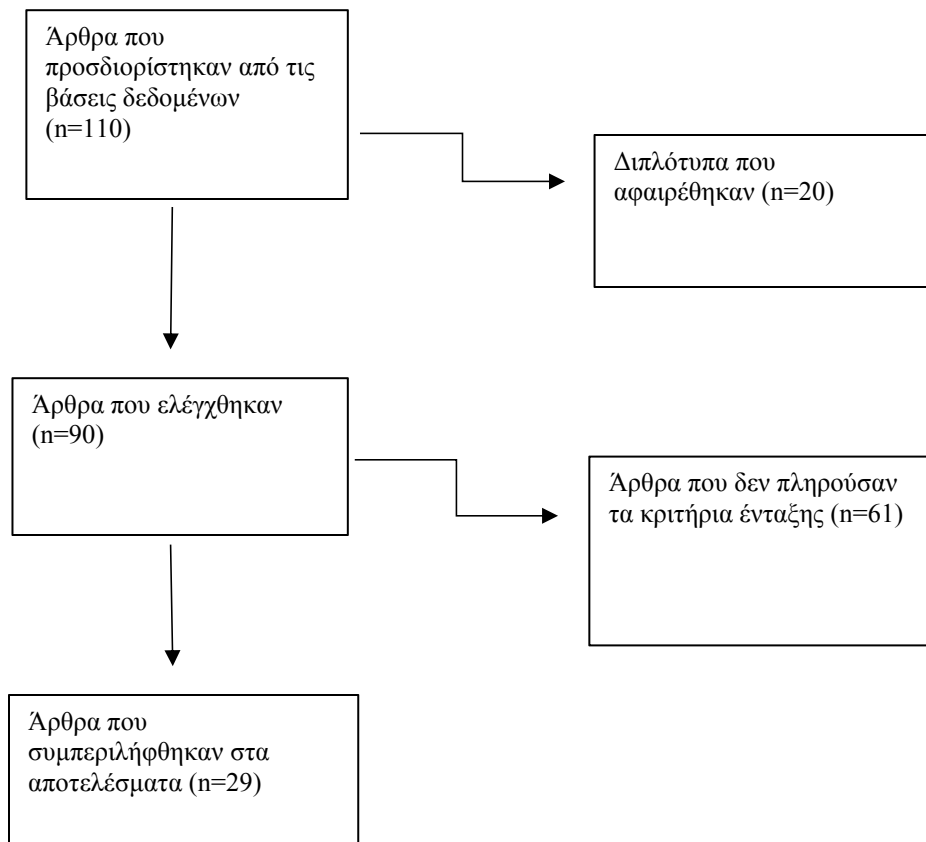 Άρθρα που
προσδιορίστηκαν από τις
βάσεις δεδομένων
(n=110)
Διπλότυπα που
αφαιρέθηκαν (n=20)
Άρθρα που ελέγχθηκαν
(n=90)
Άρθρα που δεν πληρούσαν
τα κριτήρια ένταξης (n=61)
Άρθρα που
συμπεριλήφθηκαν στα
αποτελέσματα (n=29)